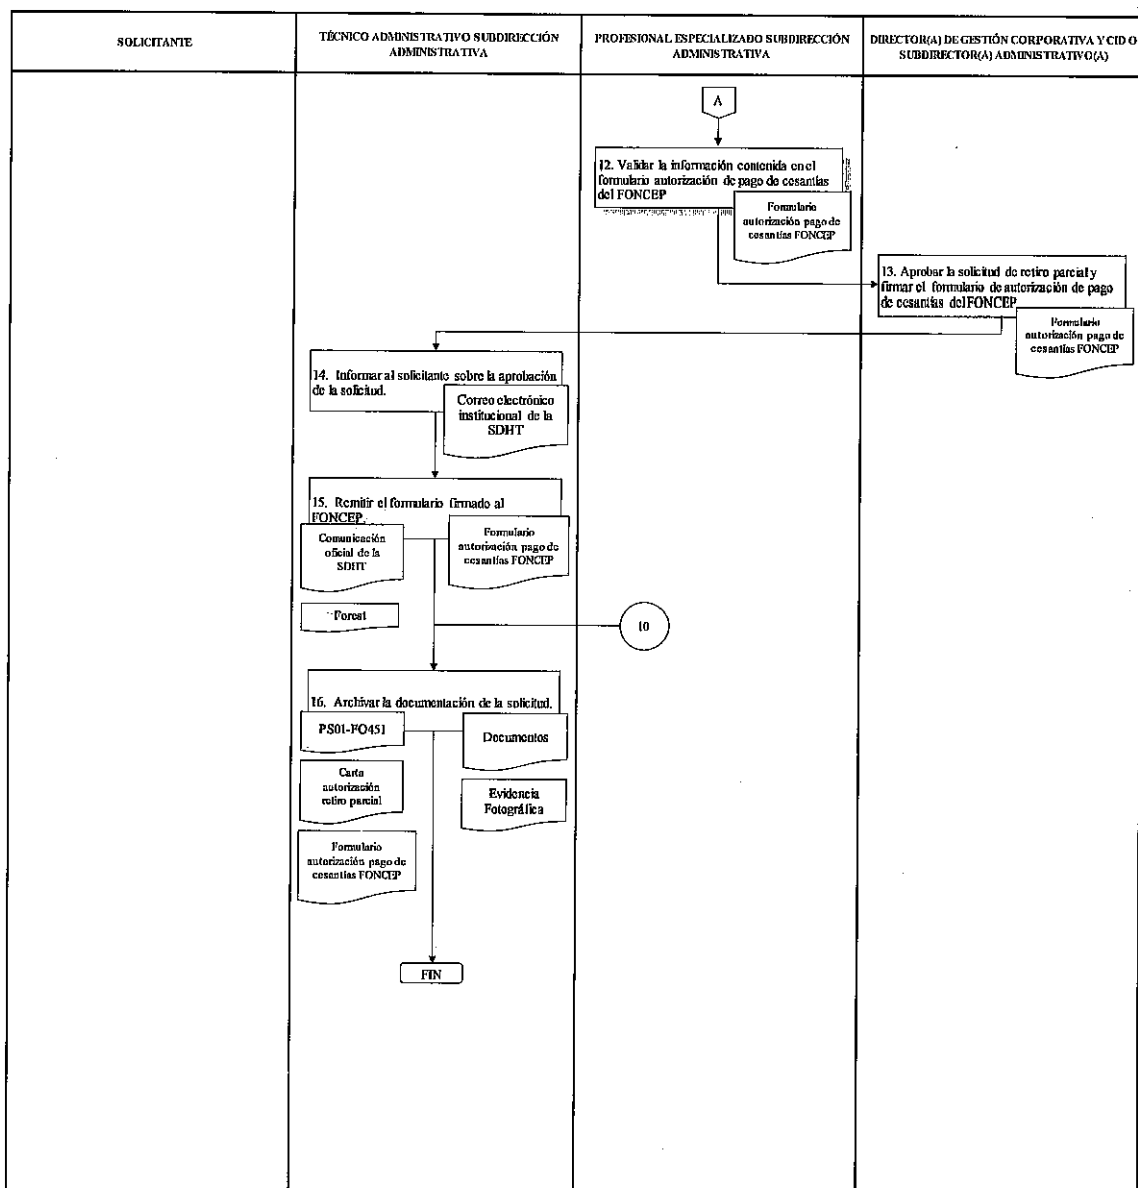 SOLICITANTE
TÉCNICO ADMINISTRATIVO SUBDIRECCIÓN
ADMINISTRATIVA
PROFESIONAL ESPECIALIZADO SUBDIRECCIÓN
ADMINISTRATIVA
DIRECTOR(A) DE GESTIÓN CORPORATIVA Y CID O
SUBDIRECTOR(A) ADMINISTRATIVO(A)
A
12. Validar la información contenida en el
formulario autorización de pago de cesantías
del FONCEP
Formulario
autorización pago de
cesantías FONCEP
13. Aprobar la solicitud de retiro parcial y
firmar el formulario de autorización de pago
de cesantías del FONCEP
Formulario
autorización pago de
cesantías FONCEP
14. Informar al solicitante sobre la aprobación
de la solicitud.
Correo electrónico
institucional de la
SDHT
15. Remitir el formulario firmado al
FONCEP.
Comunicación
oficial de la
SDHT
Formulario
autorización pago de
cesantías FONCEP
Forest
10
16. Archivar la documentación de la solicitud.
PS01-FO451
Documentos
Carta
autorización
retiro parcial
Evidencia
Fotográfica
Formulario
autorización pago de
cesantías FONCEP
FIN